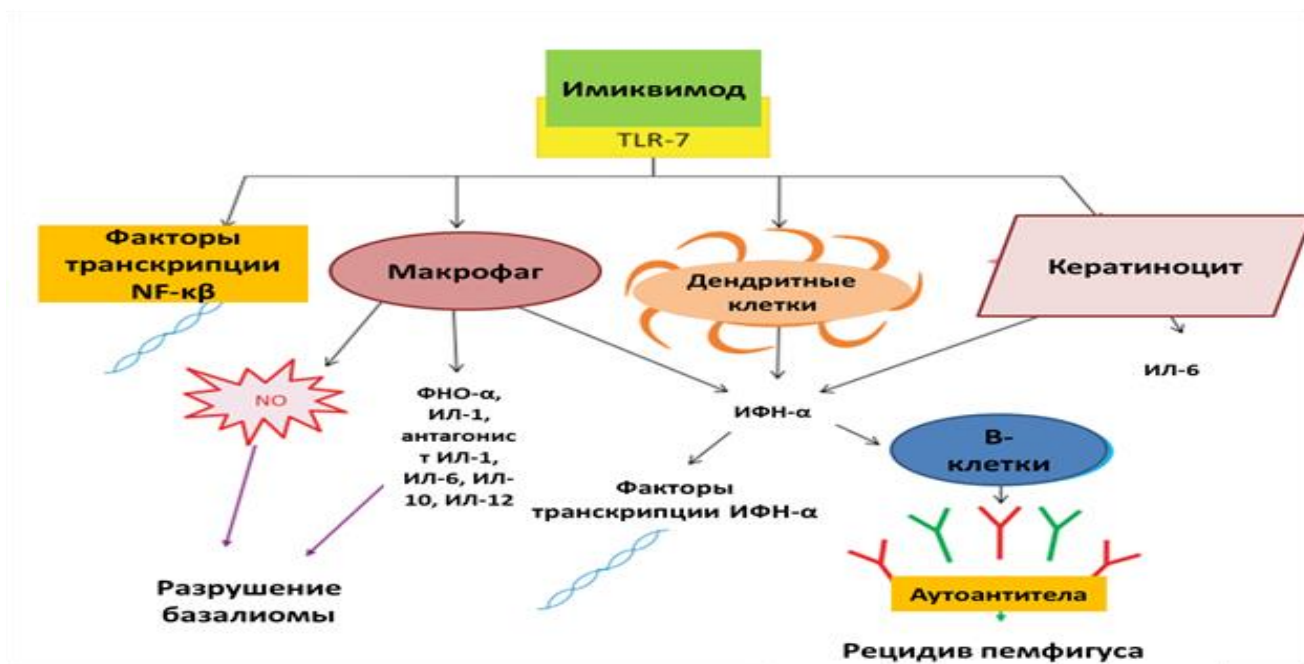 Имиквимод
TLR-7
Факторы
транскрипции
NF-κβ
Макрофаг
Дендритные
клетки
Кератиноцит
NO
ФНО-α,
ИЛ-1,
антагонис
т ИЛ-1,
ИЛ-6, ИЛ-
10, ИЛ-12
ИФН-α
ИЛ-6
В-
клетки
Факторы
транскрипции ИФН-α
Разрушение
базалиомы
Аутоантитела
Рецидив пемфигуса